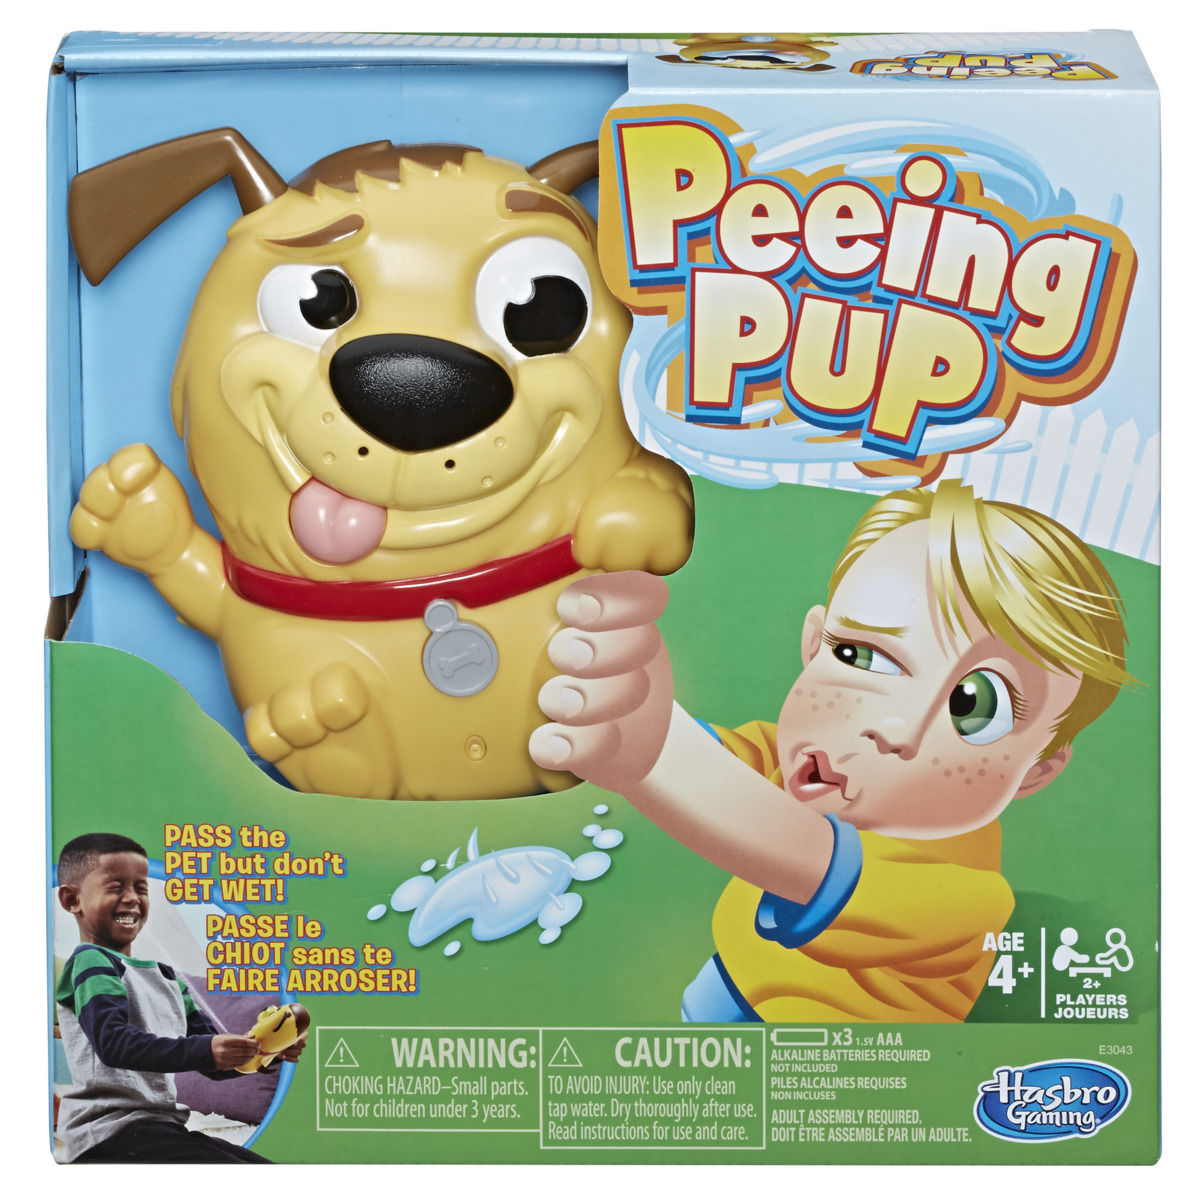 Peeing
PUP
Peeing
PUP
PASS the
PET but don't
GET WET!
PASSE le
CHIOT sans te
FAIRE ARROSER!
AGE
4+
2+
PLAYERS
JOUEURS
WARNING:
CHOKING HAZARD–Small parts.
Not for children under 3 years.
CAUTION:
TO AVOID INJURY: Use only clean
tap water. Dry thoroughly after use.
Read instructions for use and care.
x3 1.5V AAA
ALKALINE BATTERIES REQUIRED
NOT INCLUDED
PILES ALCALINES REQUISES
NON INCLUSES
ADULT ASSEMBLY REQUIRED.
DOIT ÊTRE ASSEMBLÉ PAR UN ADULTE.
E3043
Hasbro
Gaming